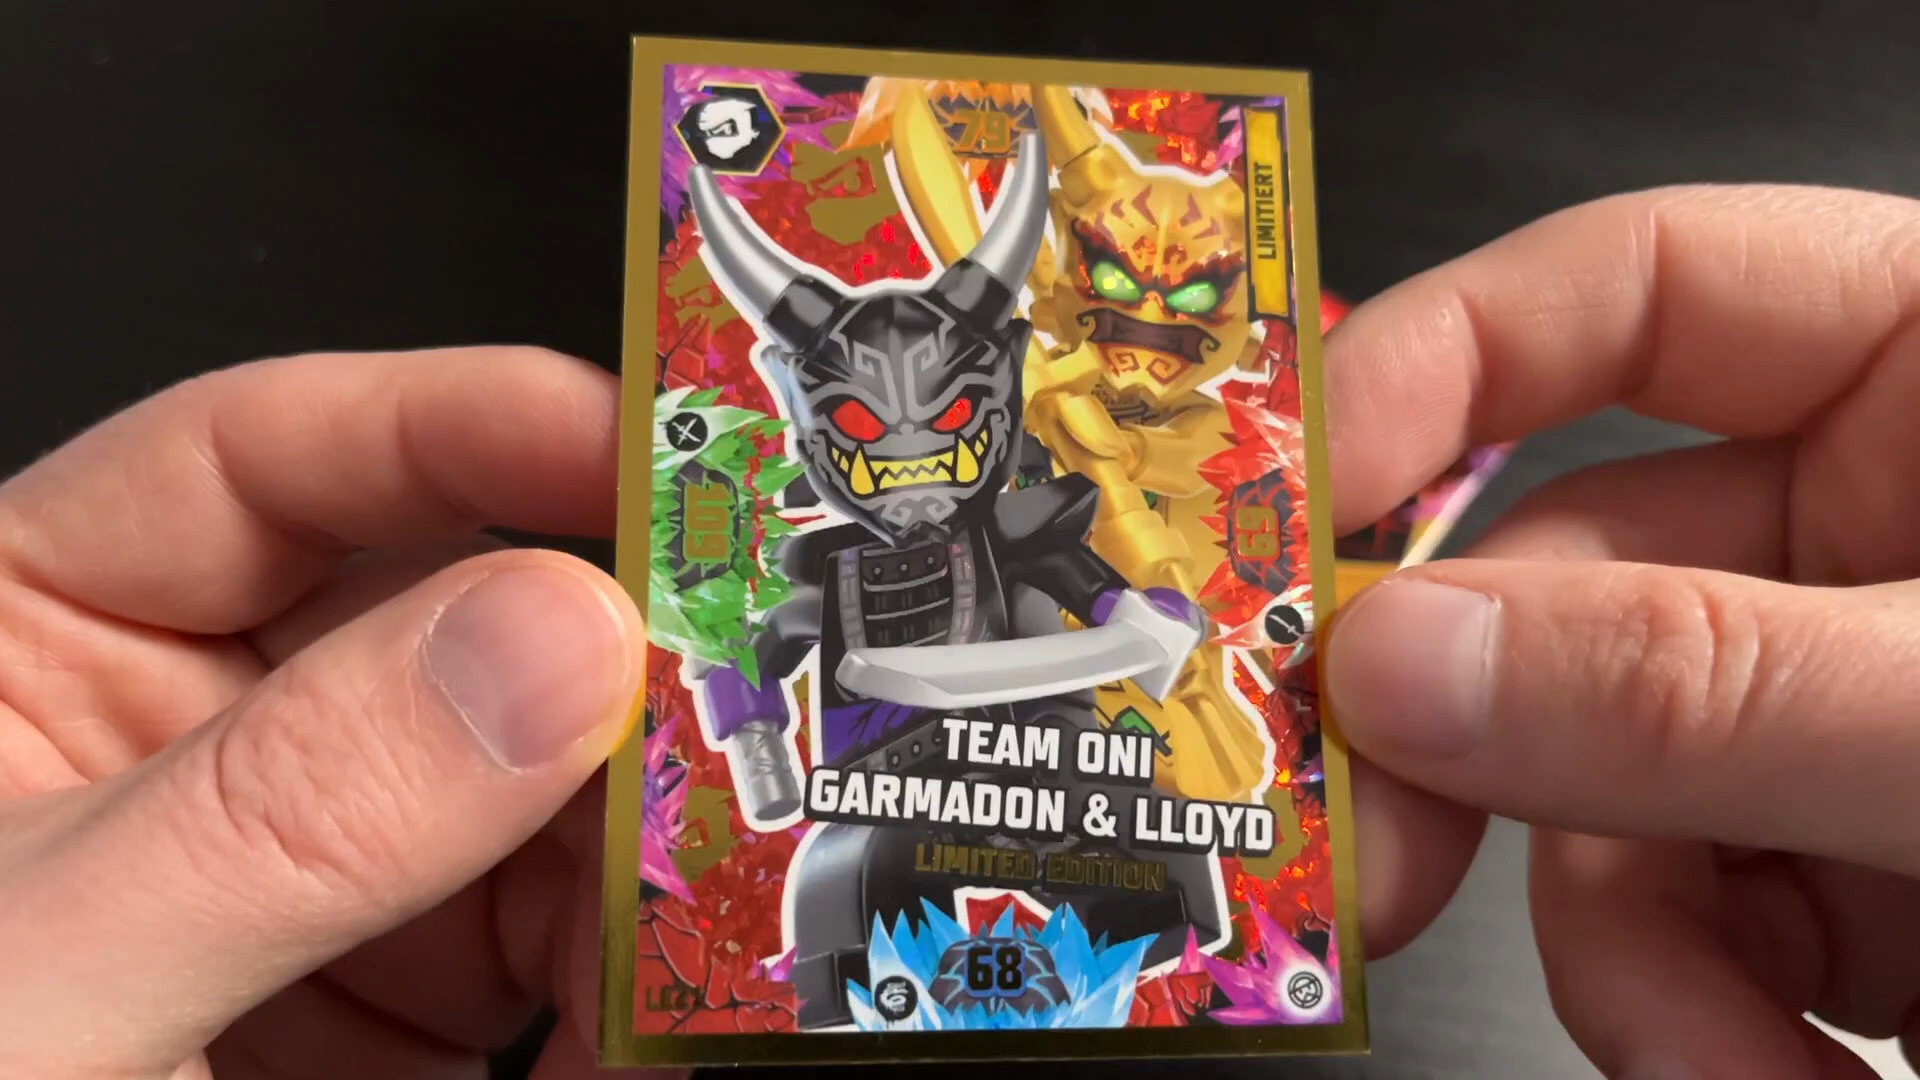 79
LIMITIERT
109
69
TEAM ONI
GARMADON & LLOYD
LIMITED EDITION
68